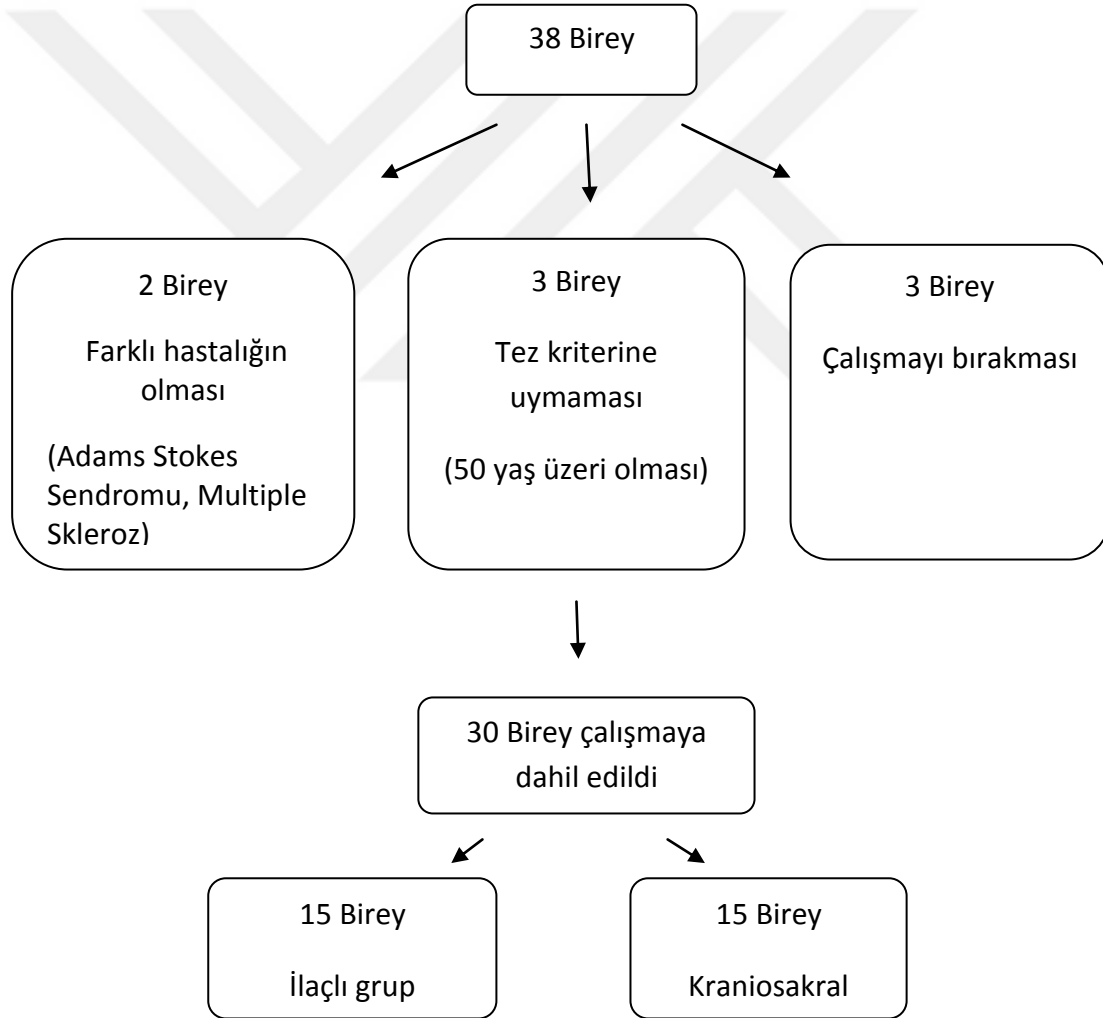 38 Birey
2 Birey
Farklı hastalığın
olması
(Adams Stokes
Sendromu, Multiple
Skleroz)
3 Birey
Tez kriterine
uymaması
(50 yaş üzeri olması)
3 Birey
Çalışmayı bırakması
30 Birey çalışmaya
dahil edildi
15 Birey
İlaçlı grup
15 Birey
Kraniosakral